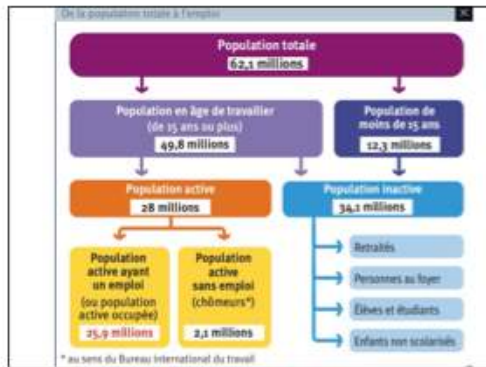 De la population totale à l'emploi
Population totale
62,1 millions
Population en âge de travailler
(de 15 ans ou plus)
49,8 millions
Population de
moins de 15 ans
12,3 millions
Population active
28 millions
Population inactive
34,1 millions
Population
active ayant
un emploi
(ou population
active occupée)
25,9 millions
Population
active
sans emploi
(chômeurs*)
2,1 millions
Retraités
Personnes au foyer
Élèves et étudiants
Enfants non scolarisés
* au sens du Bureau International du travail